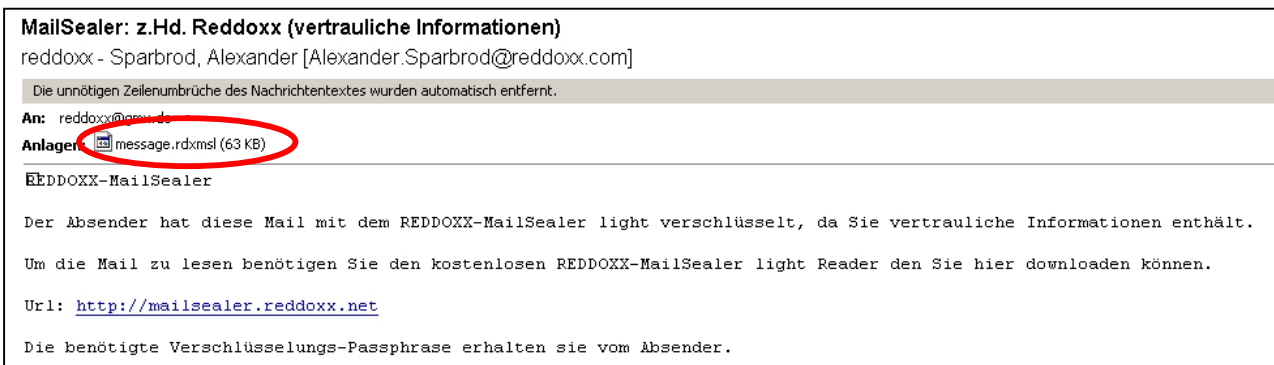 MailSealer: z.Hd. Reddoxx (vertrauliche Informationen)
reddoxx - Sparbrod, Alexander [Alexander.Sparbrod@reddoxx.com]
Die unnötigen Zeilenumbrüche des Nachrichtentextes wurden automatisch entfernt.
An: reddoxx@gmx.de
Anlagen: message.rdxmsl (63 KB)
REDDOXX-MailSealer
Der Absender hat diese Mail mit dem REDDOXX-MailSealer light verschlüsselt, da Sie vertrauliche Informationen enthält.
Um die Mail zu lesen benötigen Sie den kostenlosen REDDOXX-MailSealer light Reader den Sie hier downloaden können.
Url: http://mailsealer.reddoxx.net
Die benötigte Verschlüsselungs-Passphrase erhalten sie vom Absender.